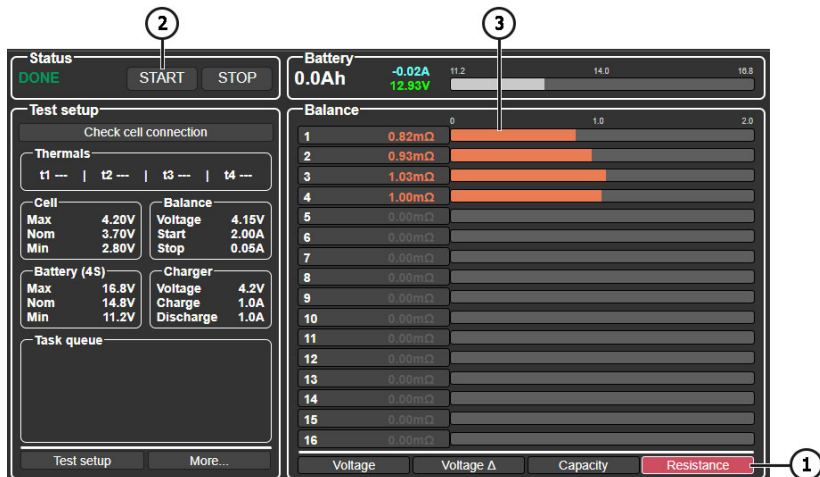 2
3
Status
DONE START STOP
Battery
0.0Ah -0.02A 12.93V
11.2 14.0 16.8
Test setup
Check cell connection
Thermals
t1 --- | t2 --- | t3 --- | t4 ---
Cell
Max 4.20V
Nom 3.70V
Min 2.80V
Balance
Voltage 4.15V
Start 2.00A
Stop 0.05A
Battery (4S)
Max 16.8V
Nom 14.8V
Min 11.2V
Charger
Voltage 4.2V
Charge 1.0A
Discharge 1.0A
Task queue
Test setup More...
Balance
0 1.0 2.0
1 0.82mΩ
2 0.93mΩ
3 1.03mΩ
4 1.00mΩ
5 0.00mΩ
6 0.00mΩ
7 0.00mΩ
8 0.00mΩ
9 0.00mΩ
10 0.00mΩ
11 0.00mΩ
12 0.00mΩ
13 0.00mΩ
14 0.00mΩ
15 0.00mΩ
16 0.00mΩ
Voltage Voltage Δ Capacity Resistance
1